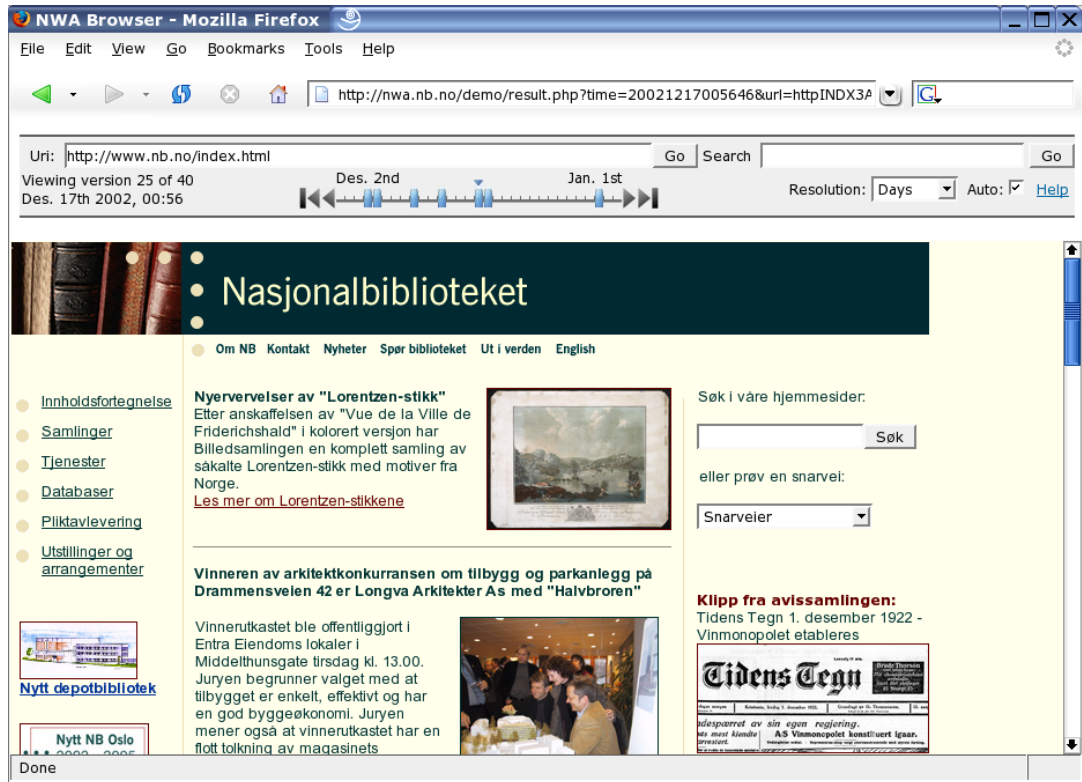 NWA Browser - Mozilla Firefox
File Edit View Go Bookmarks Tools Help
http://nwa.nb.no/demo/result.php?time=20021217005646&url=httpINDX3A
G
Uri: http://www.nb.no/index.html Go Search Go
Viewing version 25 of 40
Des. 17th 2002, 00:56
Des. 2nd Jan. 1st
Resolution: Days Auto: Help
Nasjonalbiblioteket
Om NB Kontakt Nyheter Spør biblioteket Ut i verden English
Innholdsfortegnelse
Samlinger
Tjenester
Databaser
Pliktavlevering
Utstillinger og
arrangementer
Nytt depotbibliotek
Nytt NB Oslo
2002 - 2005
Nyervervelser av "Lorentzen-stikk"
Etter anskaffelsen av "Vue de la Ville de
Friderichshald" i kolorert versjon har
Billedsamlingen en komplett samling av
såkalte Lorentzen-stikk med motiver fra
Norge.
Les mer om Lorentzen-stikkene
Vinneren av arkitektkonkurransen om tilbygg og parkanlegg på
Drammensveien 42 er Longva Arkitekter As med "Halvbroren"
Vinnerutkastet ble offentliggjort i
Entra Eiendoms lokaler i
Middelthunsgate tirsdag kl. 13.00.
Juryen begrunner valget med at
tilbygget er enkelt, effektivt og har
en god byggeøkonomi. Juryen
mener også at vinnerutkastet har en
flott tolkning av magasinets
Søk i våre hjemmesider:
Søk
eller prøv en snarvei:
Snarveier
Klipp fra avissamlingen:
Tidens Tegn 1. desember 1922 -
Vinmonopolet etableres
Tidens Tegn
Brødr Thorsen
av sin egen regjering.
A/S Vinmonopolet konstituert igaar.
Done